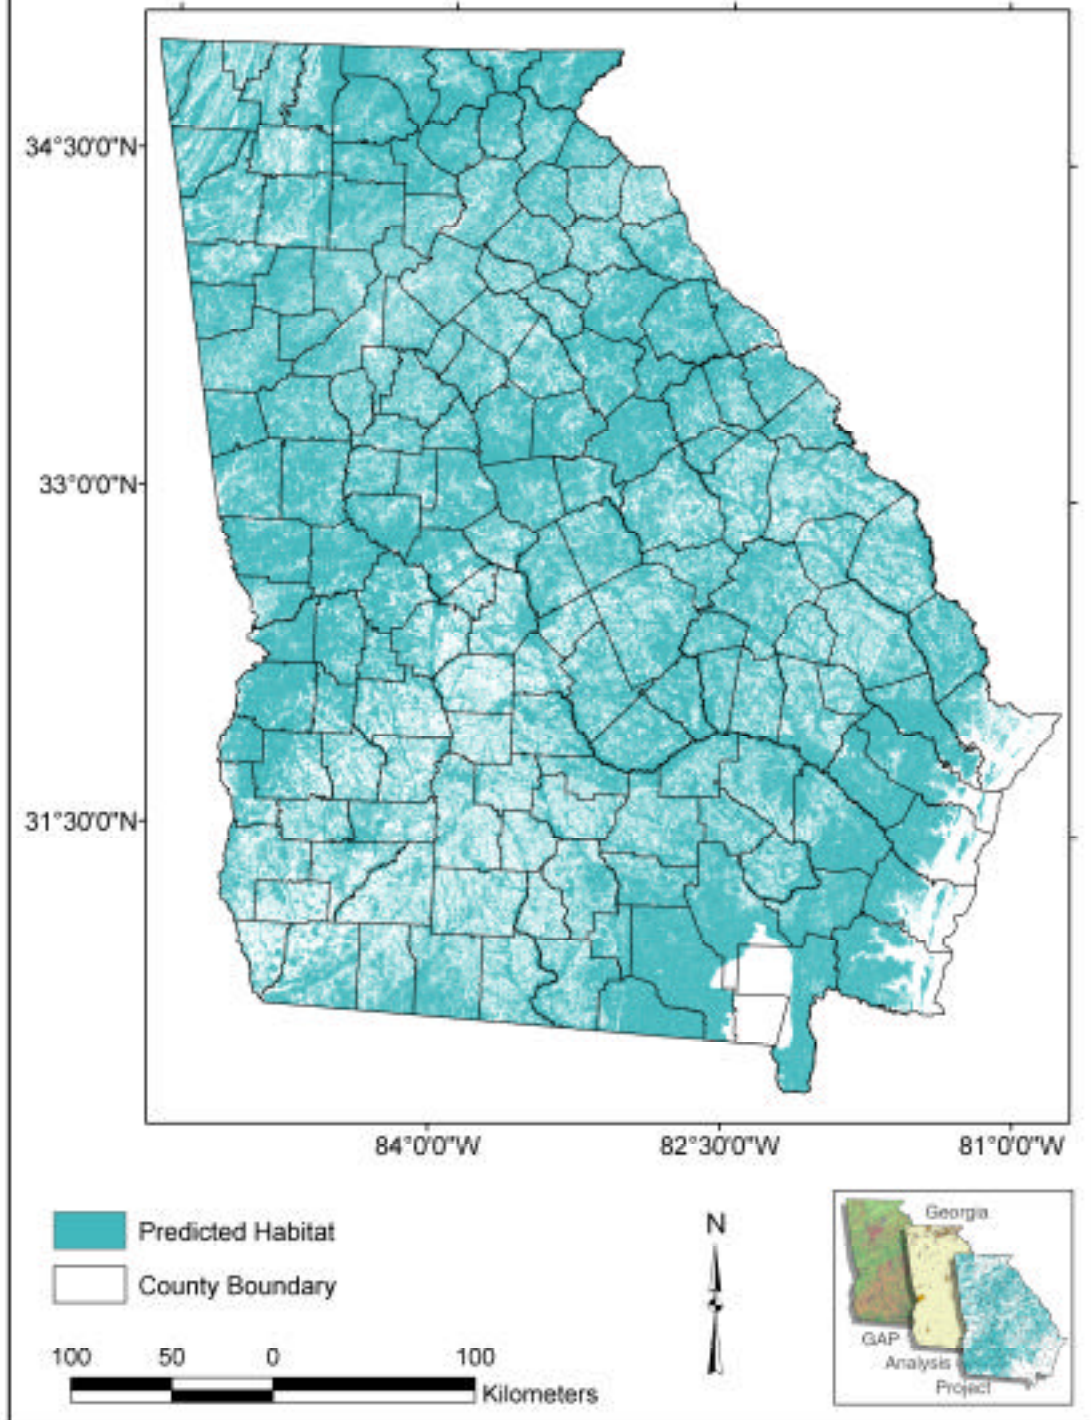 34°30'0"N
33°0'0"N
31°30'0"N
84°0'0"W 82°30'0"W 81°0'0"W
Predicted Habitat
County Boundary
N
100 50 0 100
Kilometers
Georgia
GAP
Analysis
Project